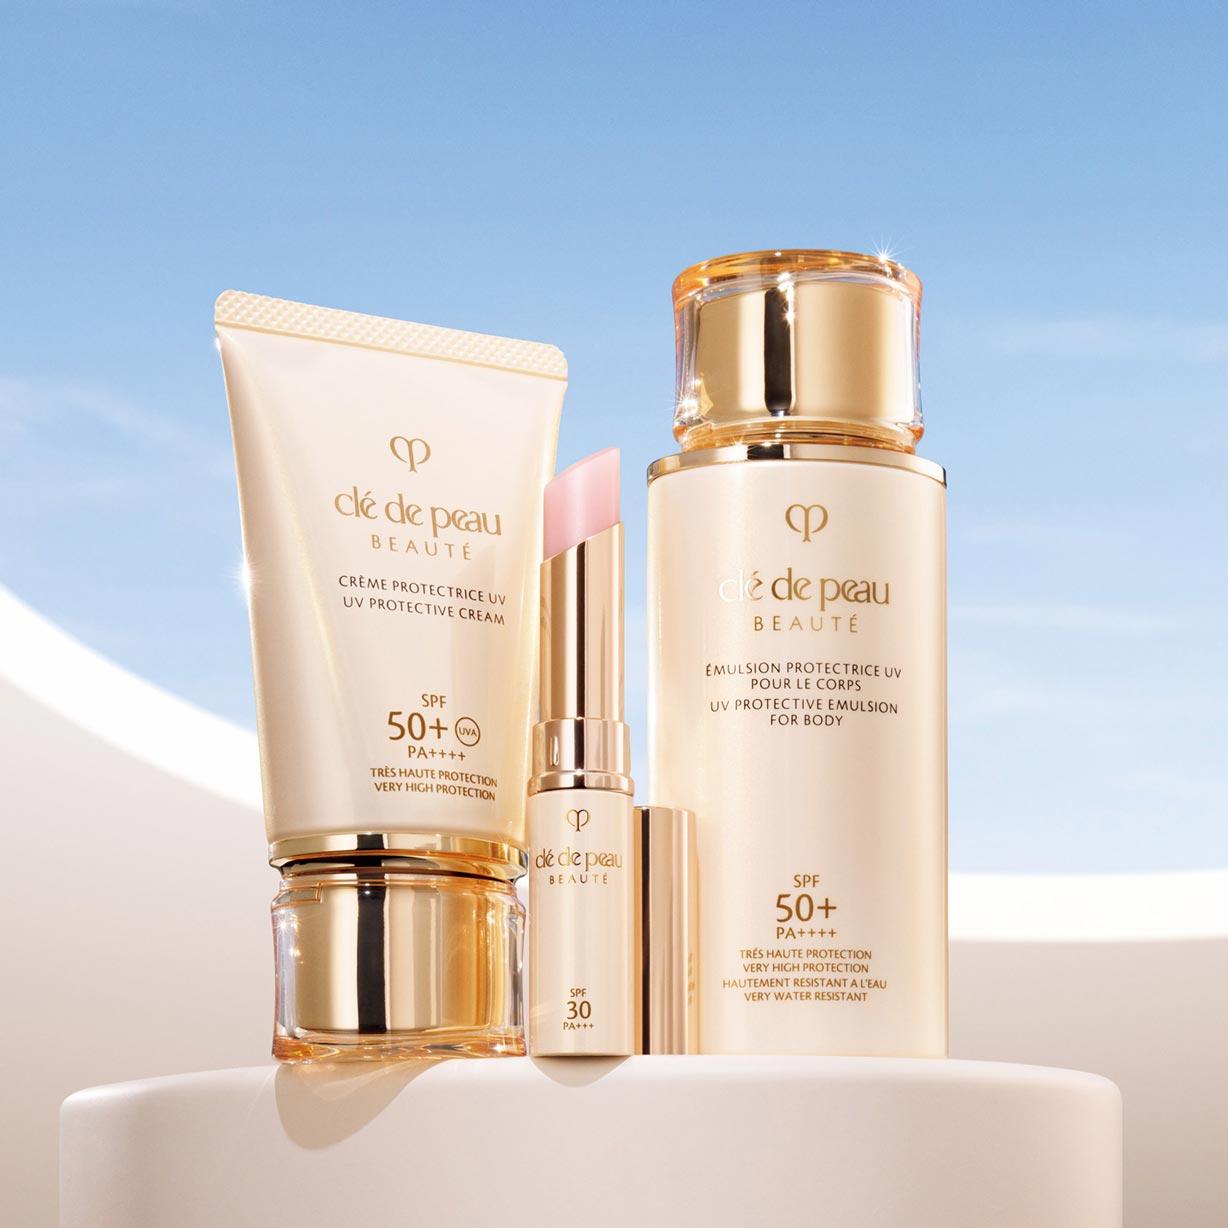 clé de peau
BEAUTÉ
CRÈME PROTECTRICE UV
UV PROTECTIVE CREAM
SPF
50+ UVA
PA++++
TRÈS HAUTE PROTECTION
VERY HIGH PROTECTION
clé de peau
BEAUTÉ
SPF
30
PA+++
clé de peau
BEAUTÉ
ÉMULSION PROTECTRICE UV
POUR LE CORPS
UV PROTECTIVE EMULSION
FOR BODY
SPF
50+
PA++++
TRÉS HAUTE PROTECTION
VERY HIGH PROTECTION
HAUTEMENT RESISTANT A L'EAU
VERY WATER RESISTANT